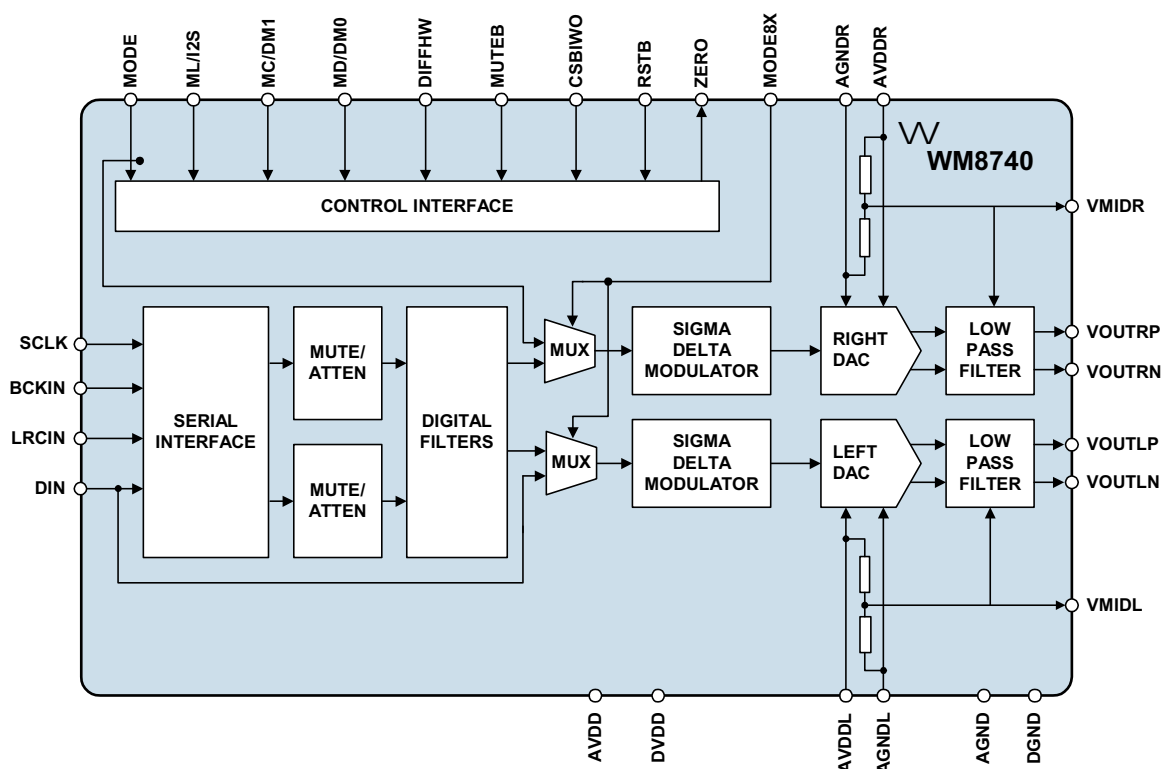 MODE
ML/I2S
MC/DM1
MD/DM0
DIFFHW
MUTEB
CSBIWO
RSTB
ZERO
MODE8X
AGNDR
AVDDR
WM8740
CONTROL INTERFACE
VMIDR
SCLK
BCKIN
LRCIN
DIN
SERIAL
INTERFACE
MUTE/
ATTEN
MUTE/
ATTEN
DIGITAL
FILTERS
MUX
MUX
SIGMA
DELTA
MODULATOR
SIGMA
DELTA
MODULATOR
RIGHT
DAC
LEFT
DAC
LOW
PASS
FILTER
LOW
PASS
FILTER
VOUTRP
VOUTRN
VOUTLP
VOUTLN
VMIDL
AVDD
DVDD
AVDDL
AGNDL
AGND
DGND